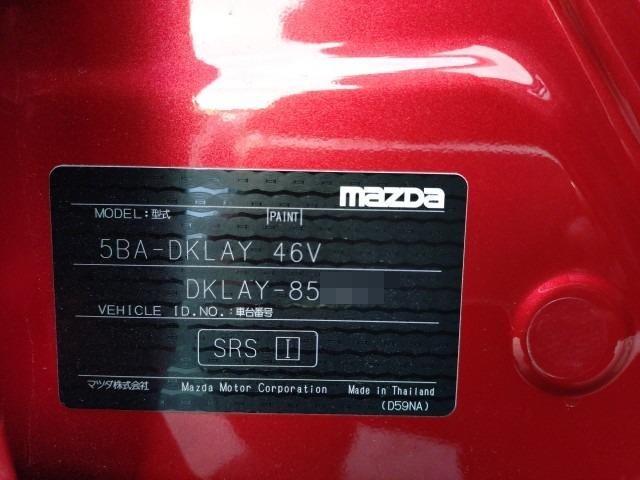 mazda
MODEL:型式 |PAINT|
5BA-DKLAY 46V
DKLAY-85
VEHICLE ID.NO.:車台番号
SRS I
マツダ株式会社 Mazda Motor Corporation Made in Thailand
(D59NA)